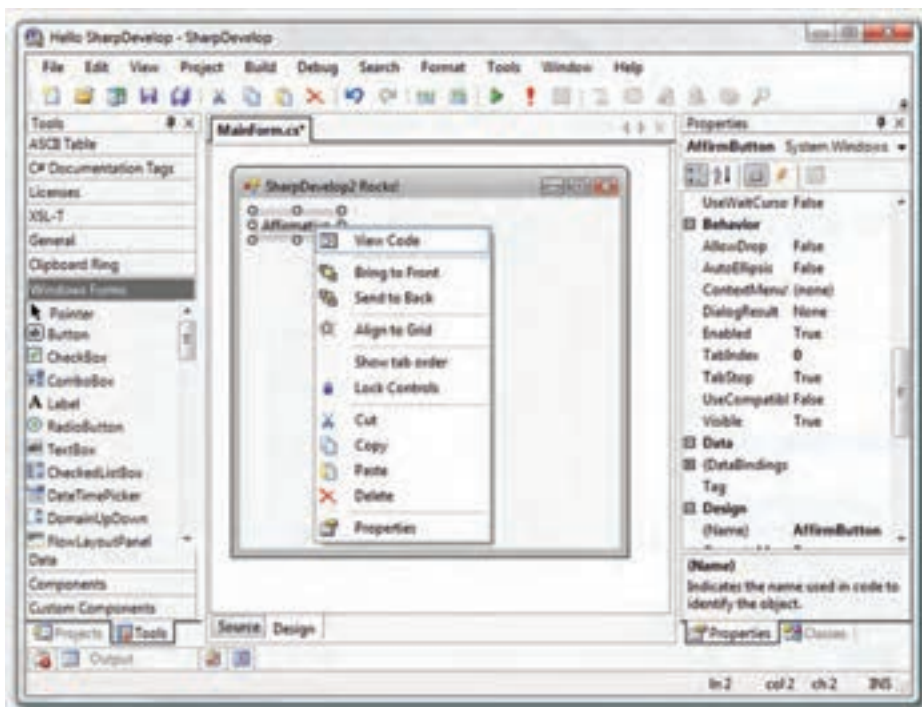 Hello SharpDevelop - SharpDevelop
File Edit View Project Build Debug Search Format Tools Window Help
Tools
ASCII Table
C# Documentation Tags
Licenses
XSL-T
General
Clipboard Ring
Windows Forms
Pointer
Button
CheckBox
ComboBox
Label
RadioButton
TextBox
CheckedListBox
DateTimePicker
DomainUpDown
FlowLayoutPanel
Data
Components
Custom Components
Projects Tools
Output
MainForm.cs*
SharpDevelop2 Rocks!
View Code
Bring to Front
Send to Back
Align to Grid
Show tab order
Lock Controls
Cut
Copy
Paste
Delete
Properties
Source Design
Properties
AffirmButton System.Windows
UseWaitCurso False
Behavior
AllowDrop False
AutoEllipsis False
ContextMenu (none)
DialogResult None
Enabled True
TabIndex 0
TabStop True
UseCompatibl False
Visible True
Data
(DataBindings
Tag
Design
(Name) AffirmButton
(Name)
Indicates the name used in code to
identify the object.
Properties Classes
ln 2 col 2 ch 2 INS